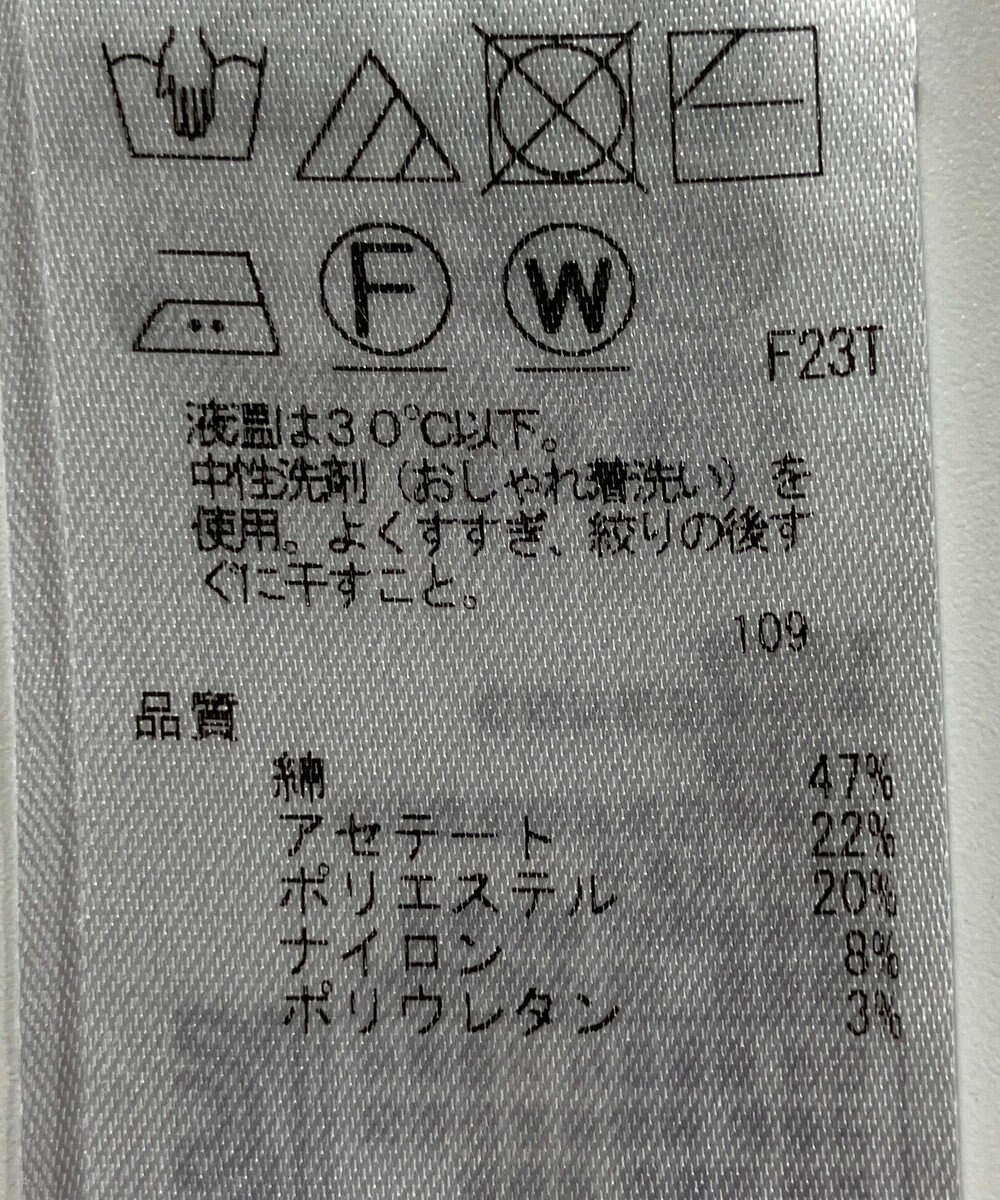 F W
F23T
液温は30℃以下。
中性洗剤（おしゃれ着洗い）を
使用。よくすすぎ、絞りの後す
ぐに干すこと。
109
品質
綿 47%
アセテート 22%
ポリエステル 20%
ナイロン 8%
ポリウレタン 3%